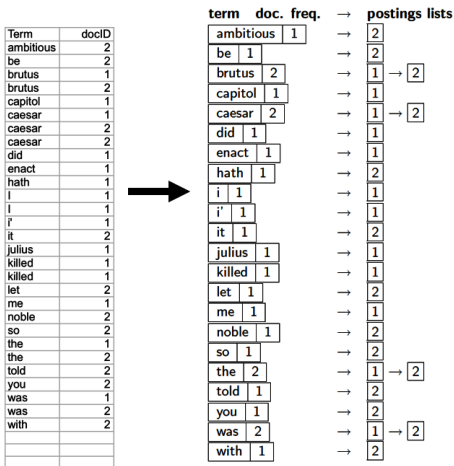 Term docID
ambitious 2
be 2
brutus 1
brutus 2
capitol 1
caesar 1
caesar 2
caesar 2
did 1
enact 1
hath 1
I 1
I 1
i' 1
it 2
julius 1
killed 1
killed 1
let 2
me 1
noble 2
so 2
the 1
the 2
told 2
you 2
was 1
was 2
with 2
term doc. freq. → postings lists
ambitious 1 → 2
be 1 → 2
brutus 2 → 1 → 2
capitol 1 → 1
caesar 2 → 1 → 2
did 1 → 1
enact 1 → 1
hath 1 → 2
i 1 → 1
i' 1 → 1
it 1 → 2
julius 1 → 1
killed 1 → 1
let 1 → 2
me 1 → 1
noble 1 → 2
so 1 → 2
the 2 → 1 → 2
told 1 → 2
you 1 → 2
was 2 → 1 → 2
with 1 → 2